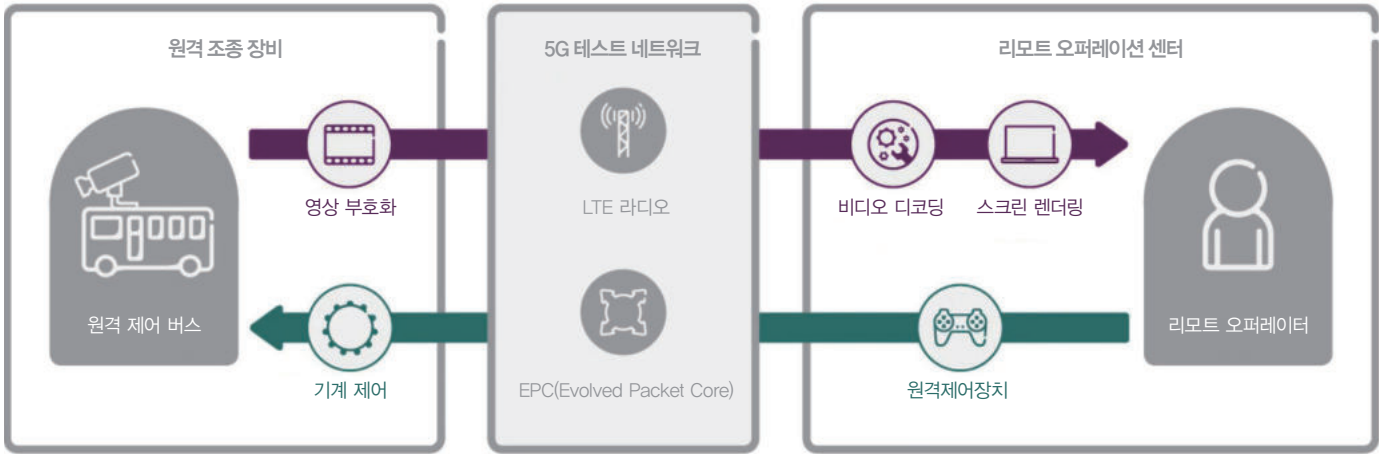 원격 조종 장비
5G 테스트 네트워크
리모트 오퍼레이션 센터
영상 부호화
LTE 라디오
비디오 디코딩
스크린 렌더링
원격 제어 버스
리모트 오퍼레이터
기계 제어
EPC(Evolved Packet Core)
원격제어장치